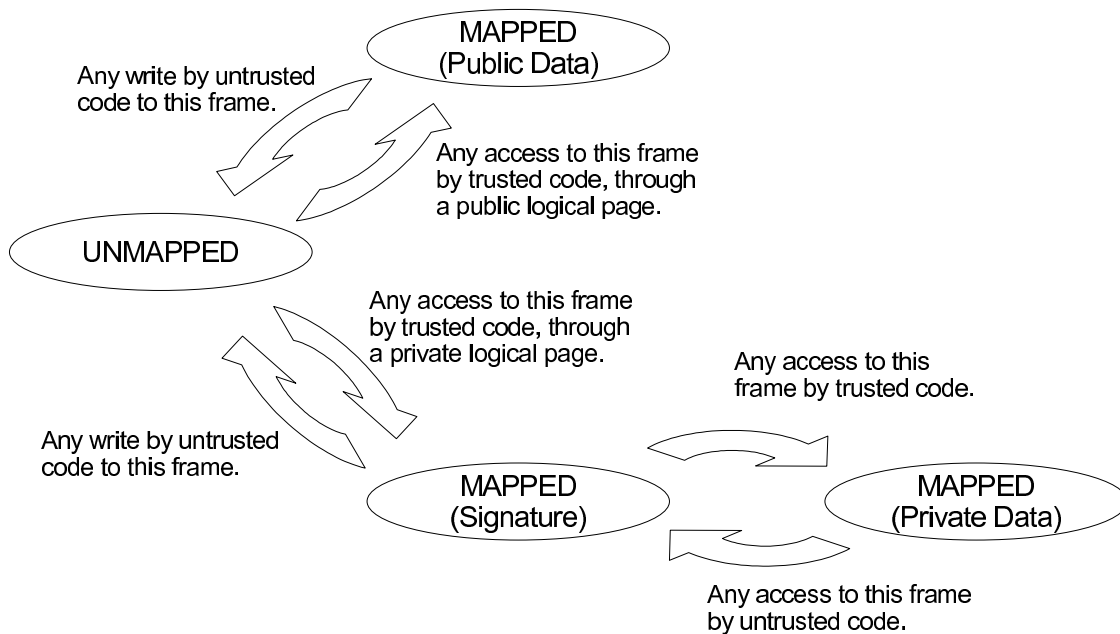 MAPPED
(Public Data)
Any write by untrusted
code to this frame.
Any access to this frame
by trusted code, through
a public logical page.
UNMAPPED
Any access to this frame
by trusted code, through
a private logical page.
Any access to this
frame by trusted code.
Any write by untrusted
code to this frame.
MAPPED
(Signature)
MAPPED
(Private Data)
Any access to this frame
by untrusted code.